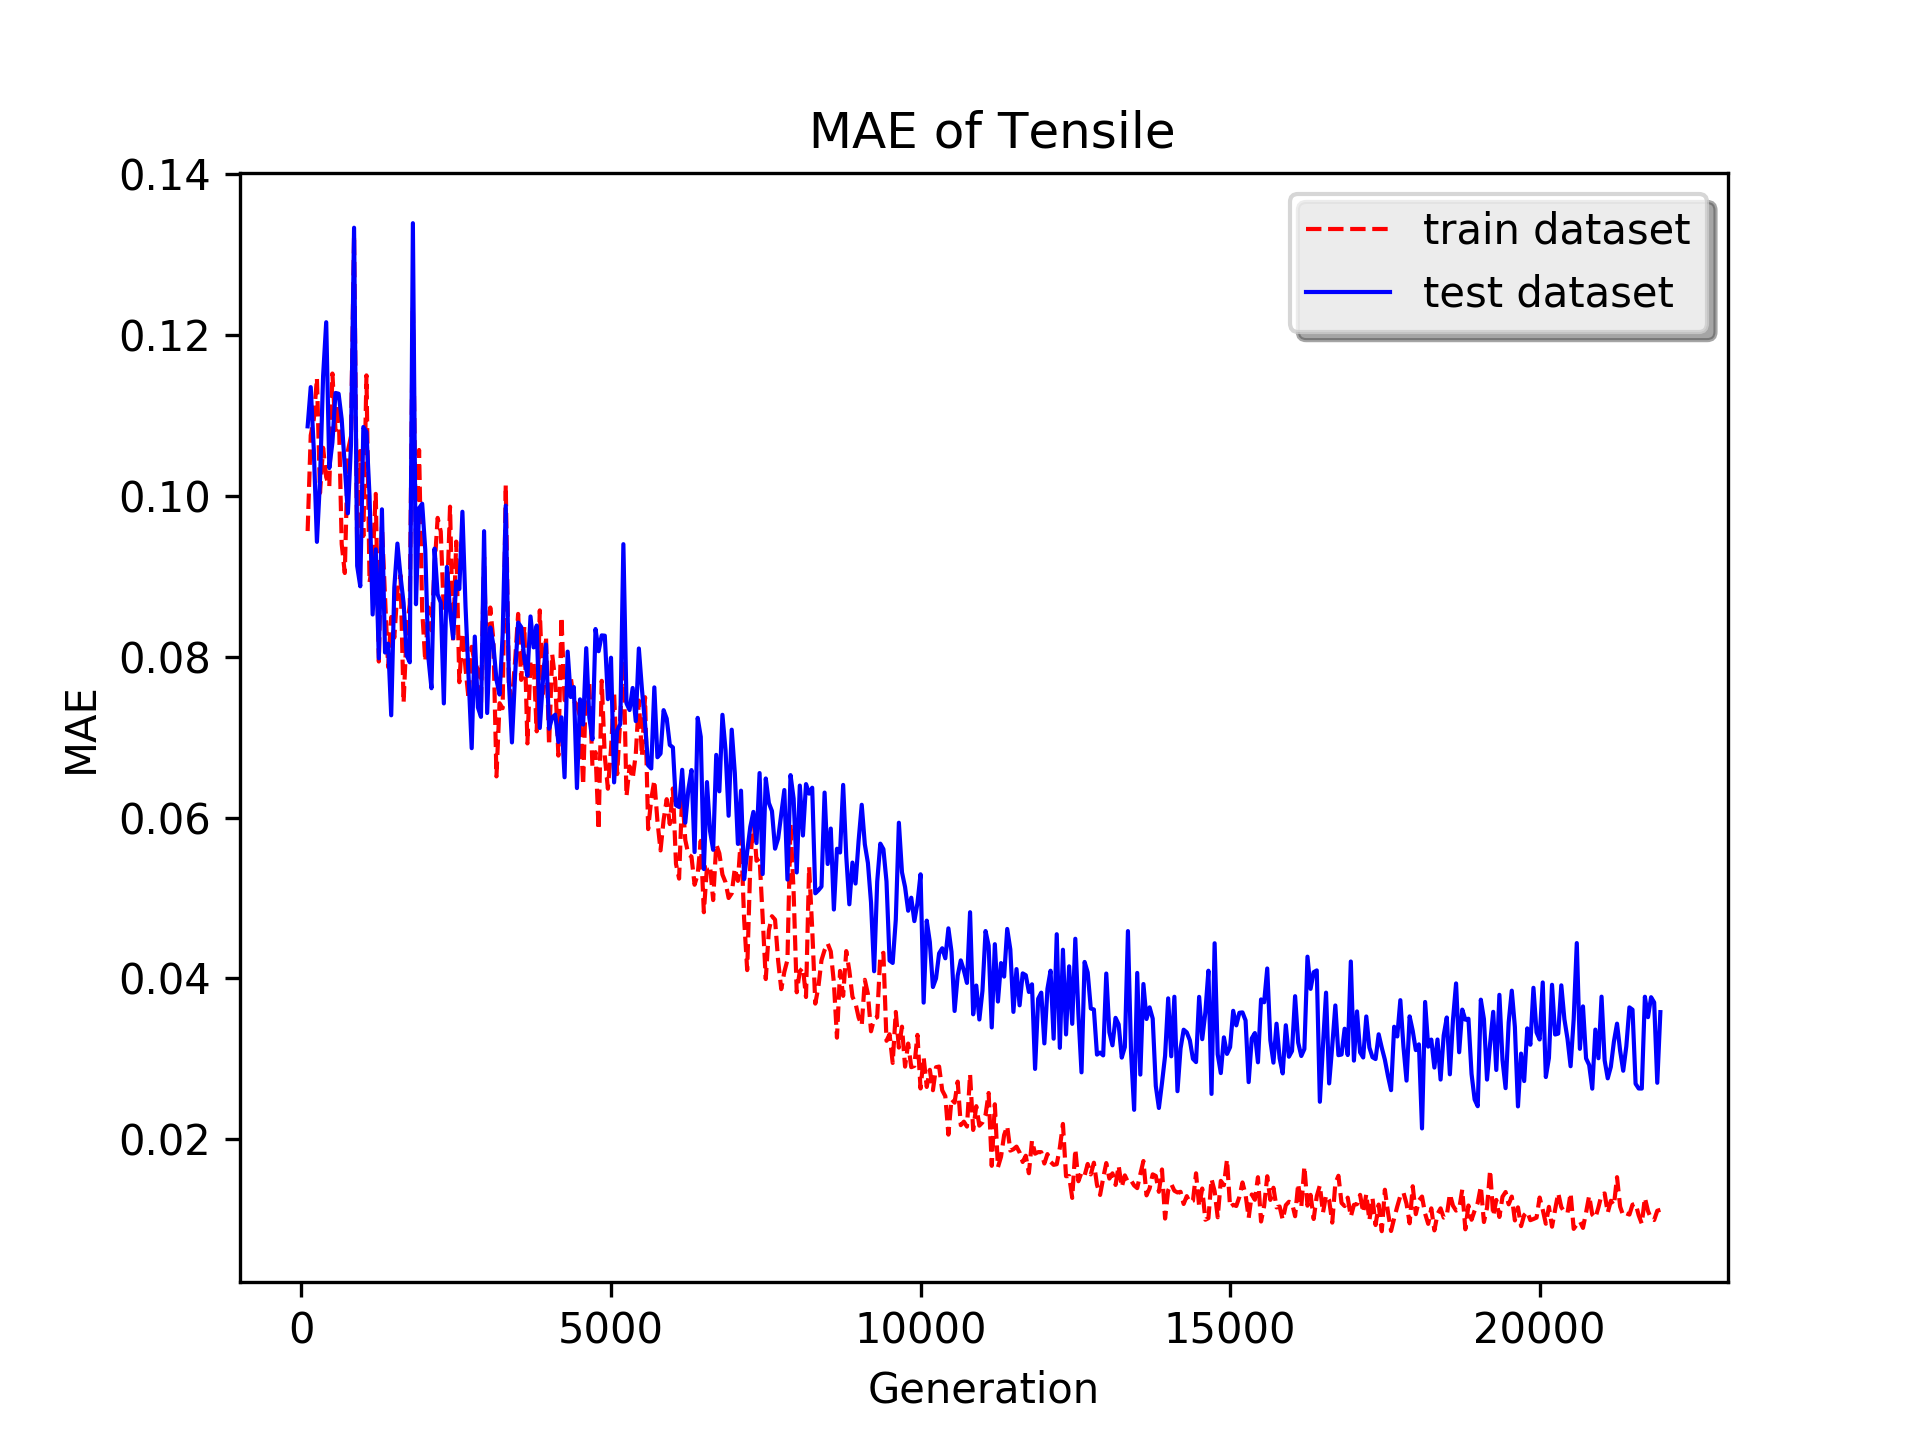 MAE of Tensile
0.14
0.12
0.10
0.08
0.06
0.04
0.02
MAE
train dataset
test dataset
0 5000 10000 15000 20000
Generation